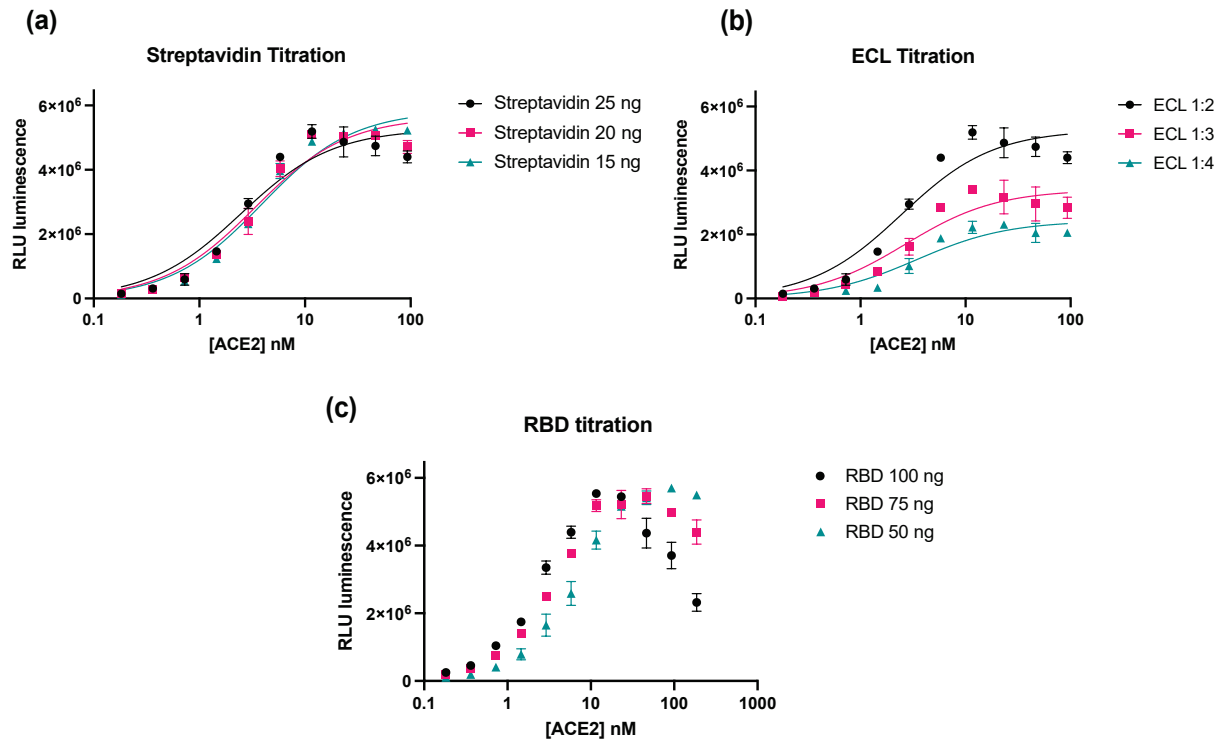 (a)
Streptavidin Titration
6×10⁶
4×10⁶
2×10⁶
0
0.1 1 10 100
RLU luminescence
[ACE2] nM
Streptavidin 25 ng
Streptavidin 20 ng
Streptavidin 15 ng
(b)
ECL Titration
6×10⁶
4×10⁶
2×10⁶
0
0.1 1 10 100
RLU luminescence
[ACE2] nM
ECL 1:2
ECL 1:3
ECL 1:4
(c)
RBD titration
6×10⁶
4×10⁶
2×10⁶
0
0.1 1 10 100 1000
RLU luminescence
[ACE2] nM
RBD 100 ng
RBD 75 ng
RBD 50 ng